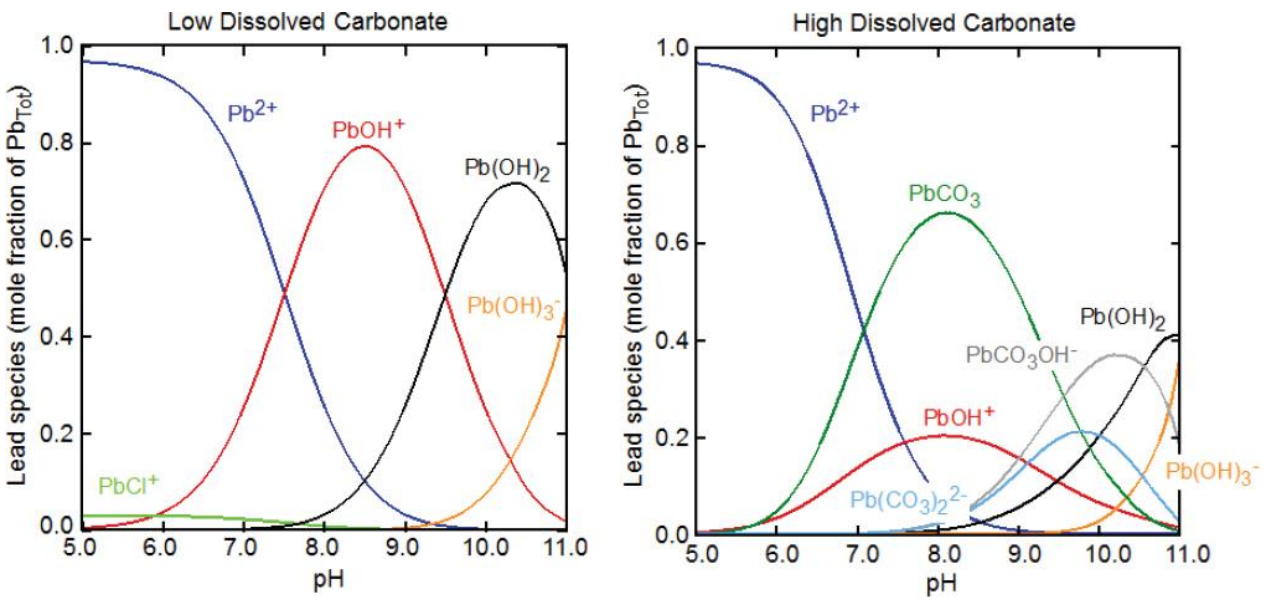 Low Dissolved Carbonate
Lead species (mole fraction of Pb_Tot)
1.0
0.8
0.6
0.4
0.2
0.0
Pb²⁺
PbOH⁺
Pb(OH)₂
Pb(OH)₃⁻
PbCl⁺
5.0 6.0 7.0 8.0 9.0 10.0 11.0
pH
High Dissolved Carbonate
Lead species (mole fraction of Pb_Tot)
1.0
0.8
0.6
0.4
0.2
0.0
Pb²⁺
PbCO₃
Pb(OH)₂
PbCO₃OH⁻
PbOH⁺
Pb(OH)₃⁻
Pb(CO₃)₂²⁻
5.0 6.0 7.0 8.0 9.0 10.0 11.0
pH